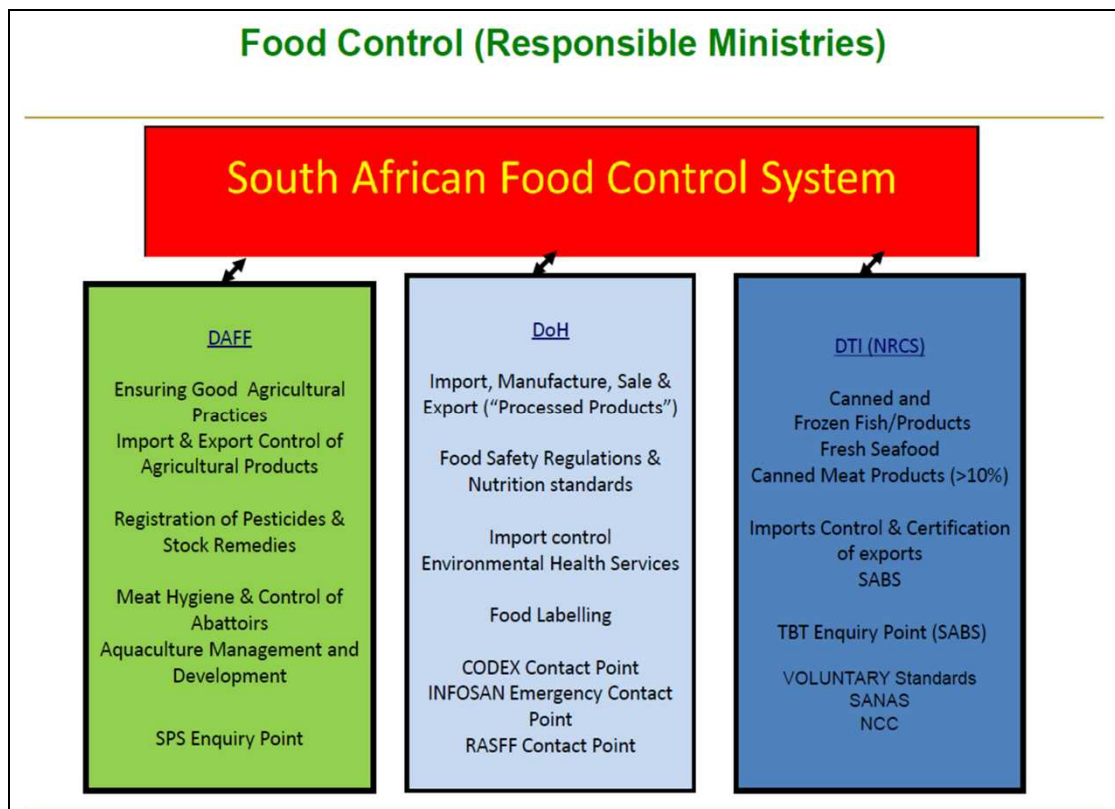 Food Control (Responsible Ministries)
South African Food Control System
DAFF
Ensuring Good Agricultural
Practices
Import & Export Control of
Agricultural Products
Registration of Pesticides &
Stock Remedies
Meat Hygiene & Control of
Abattoirs
Aquaculture Management and
Development
SPS Enquiry Point
DoH
Import, Manufacture, Sale &
Export (“Processed Products”)
Food Safety Regulations &
Nutrition standards
Import control
Environmental Health Services
Food Labelling
CODEX Contact Point
INFOSAN Emergency Contact
Point
RASFF Contact Point
DTI (NRCS)
Canned and
Frozen Fish/Products
Fresh Seafood
Canned Meat Products (>10%)
Imports Control & Certification
of exports
SABS
TBT Enquiry Point (SABS)
VOLUNTARY Standards
SANAS
NCC